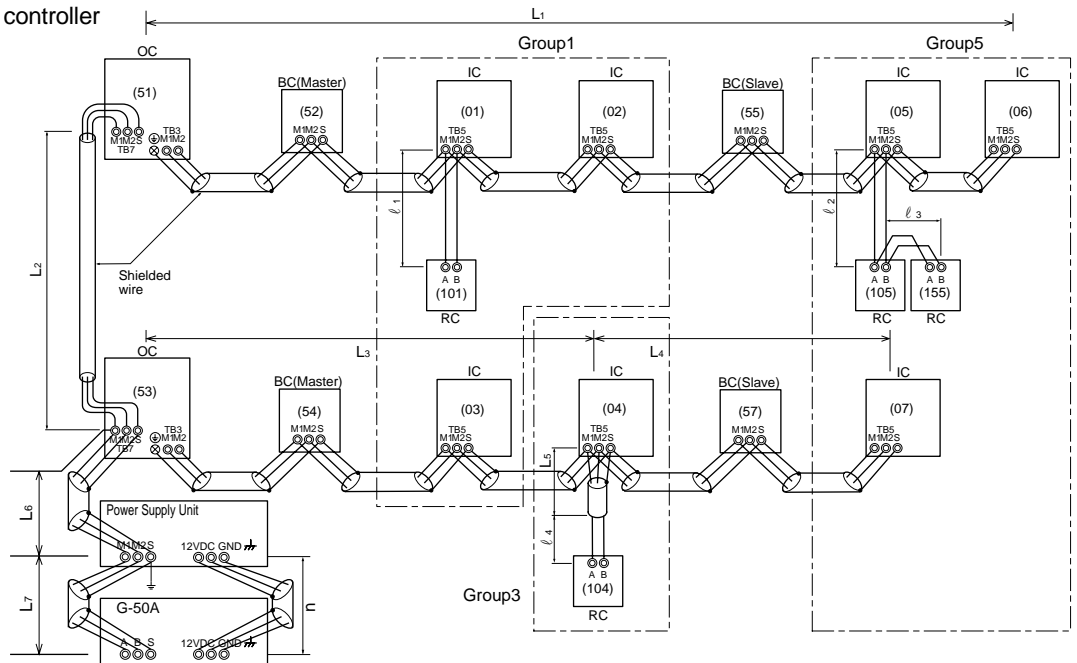 controller
L1
Group1
Group5
OC
IC
IC
IC
IC
BC(Master)
BC(Slave)
(51)
(52)
(01)
(02)
(55)
(05)
(06)
TB3
M1M2
M1M2S
TB7
M1M2S
TB5
M1M2S
TB5
M1M2S
M1M2S
TB5
M1M2S
TB5
M1M2S
ℓ1
ℓ2
ℓ3
L2
Shielded
wire
A B
(101)
RC
A B
(105)
RC
A B
(155)
RC
L3
L4
OC
IC
IC
IC
BC(Master)
BC(Slave)
(53)
(54)
(03)
(04)
(57)
(07)
TB3
M1M2
M1M2S
TB7
M1M2S
TB5
M1M2S
TB5
M1M2S
M1M2S
TB5
M1M2S
L5
ℓ4
L6
Power Supply Unit
M1M2S
12VDC GND
A B
(104)
RC
Group3
L7
n
G-50A
A B S
12VDC GND